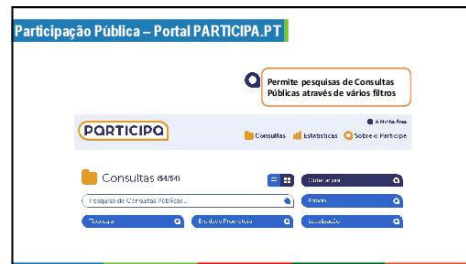 Participação Pública – Portal PARTICIPA.PT
Permite pesquisas de Consultas
Públicas através de vários filtros
A Minha Área
PARTICIPA
Consultas Estatísticas Sobre o Participa
Consultas (54/54)
Ordenar por
Pesquisa de Consultas Públicas...
Estado
Tipologia Entidade Promotora Localização